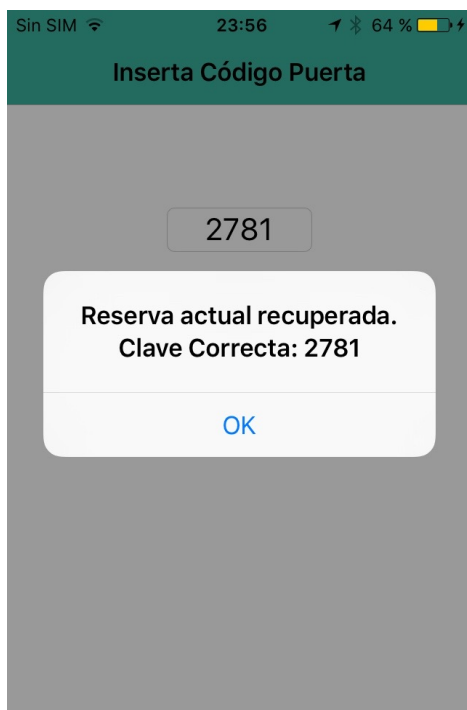 Sin SIM 23:56 64 %
Inserta Código Puerta
2781
Reserva actual recuperada.
Clave Correcta: 2781
OK